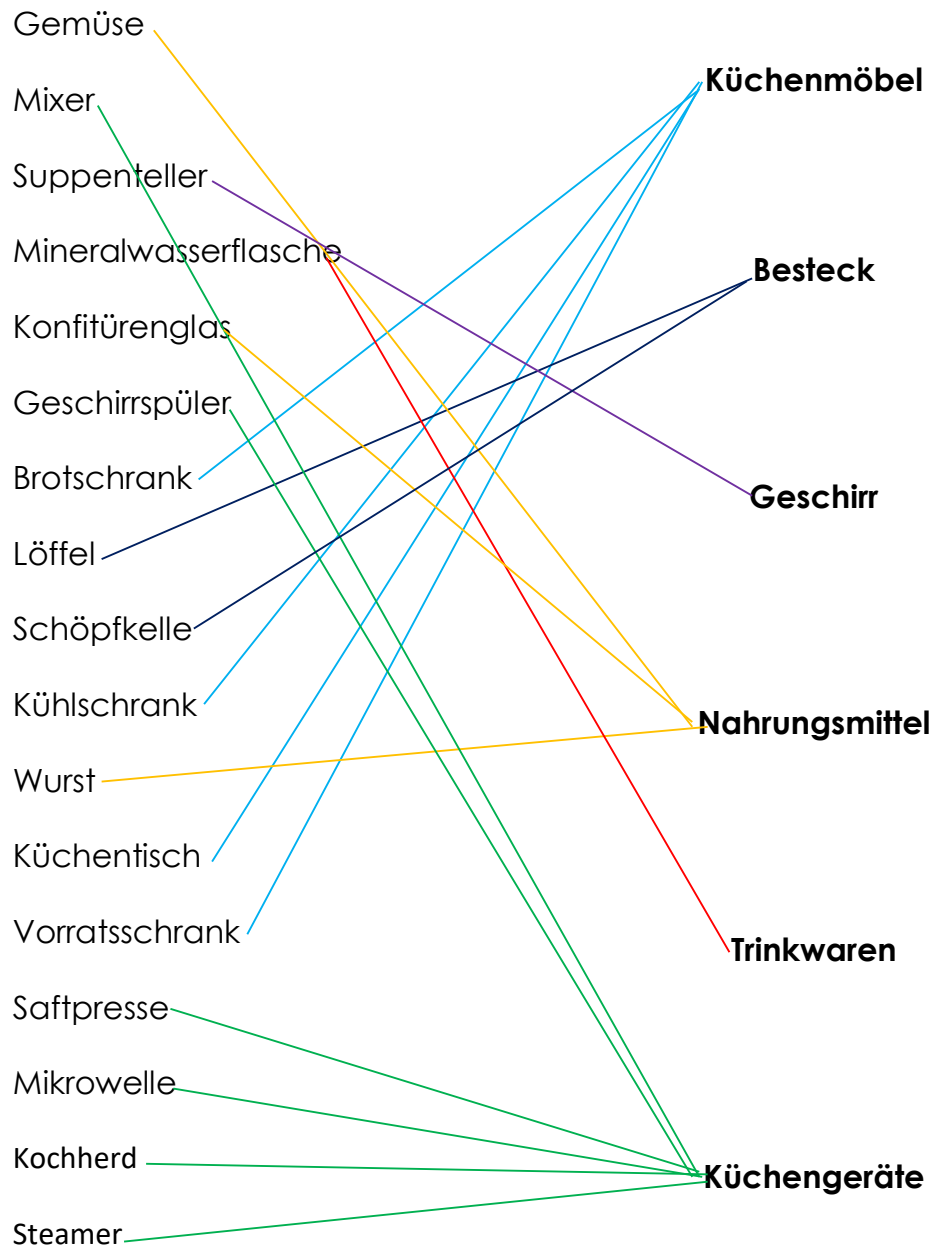 Gemüse
Küchenmöbel
Mixer
Suppenteller
Mineralwasserflasche
Besteck
Konfitürenglas
Geschirrspüler
Brotschrank
Geschirr
Löffel
Schöpfkelle
Kühlschrank
Nahrungsmittel
Wurst
Küchentisch
Vorratsschrank
Trinkwaren
Saftpresse
Mikrowelle
Kochherd
Küchengeräte
Steamer